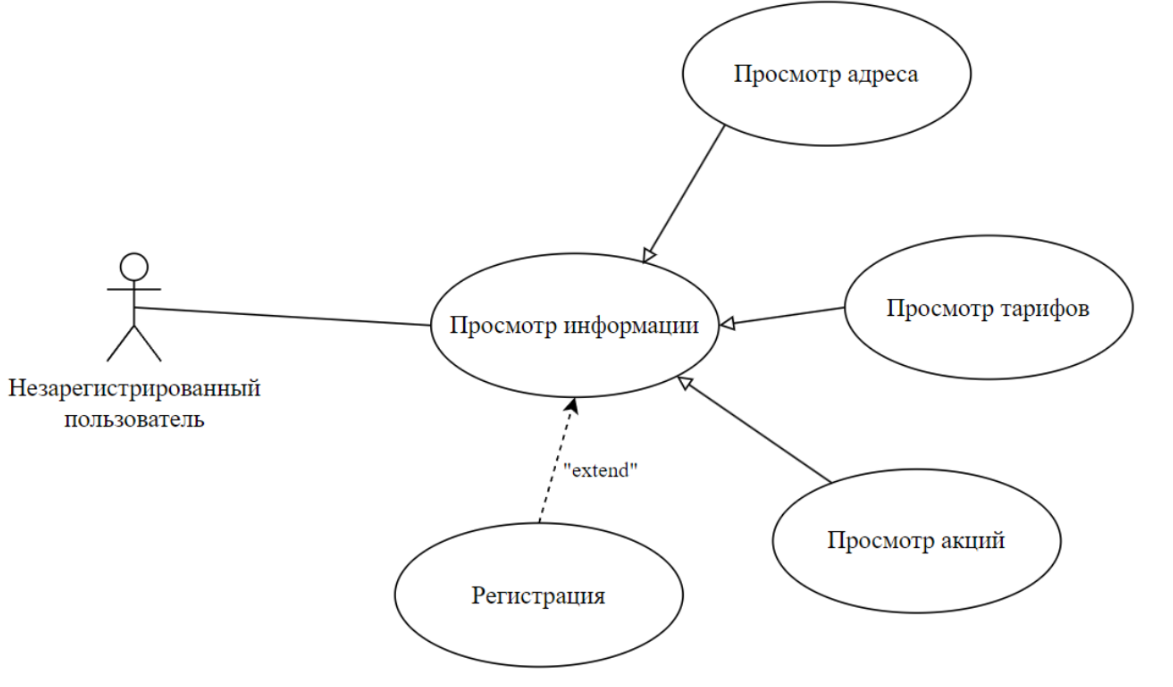 Просмотр адреса
Просмотр тарифов
Просмотр информации
Незарегистрированный
пользователь
"extend"
Просмотр акций
Регистрация